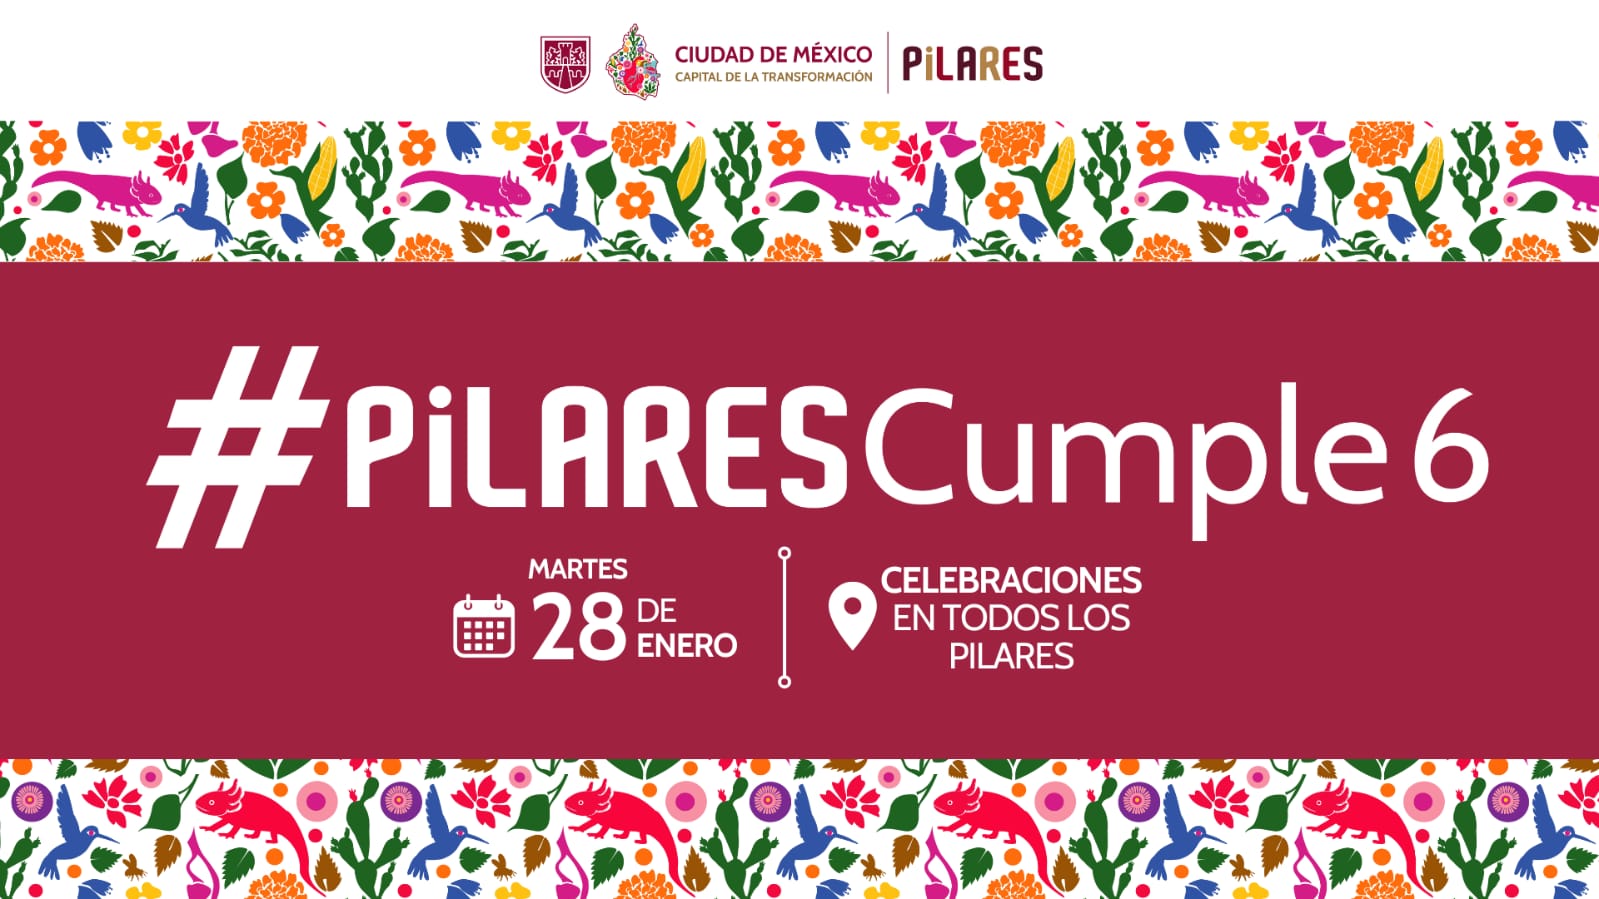 CIUDAD DE MÉXICO
CAPITAL DE LA TRANSFORMACIÓN
PiLARES
#PiLARESCumple 6
MARTES
28 DE
ENERO
CELEBRACIONES
EN TODOS LOS
PILARES